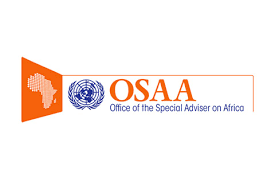 OSAA
Office of the Special Adviser on Africa